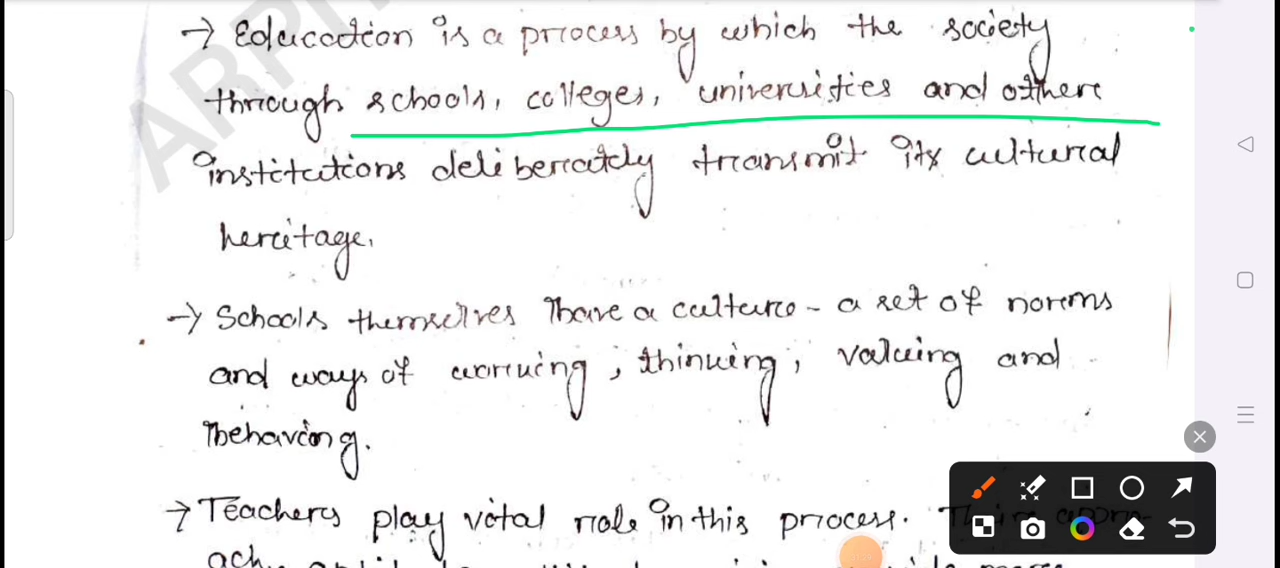 → Education is a process by which the society
through schools, colleges, universities and other
institutions deliberately transmit its cultural
heritage.
→ Schools themselves have a culture - a set of norms
and ways of working, thinking, valuing and
behaving.
→ Teachers play vital role in this process.
ARPI